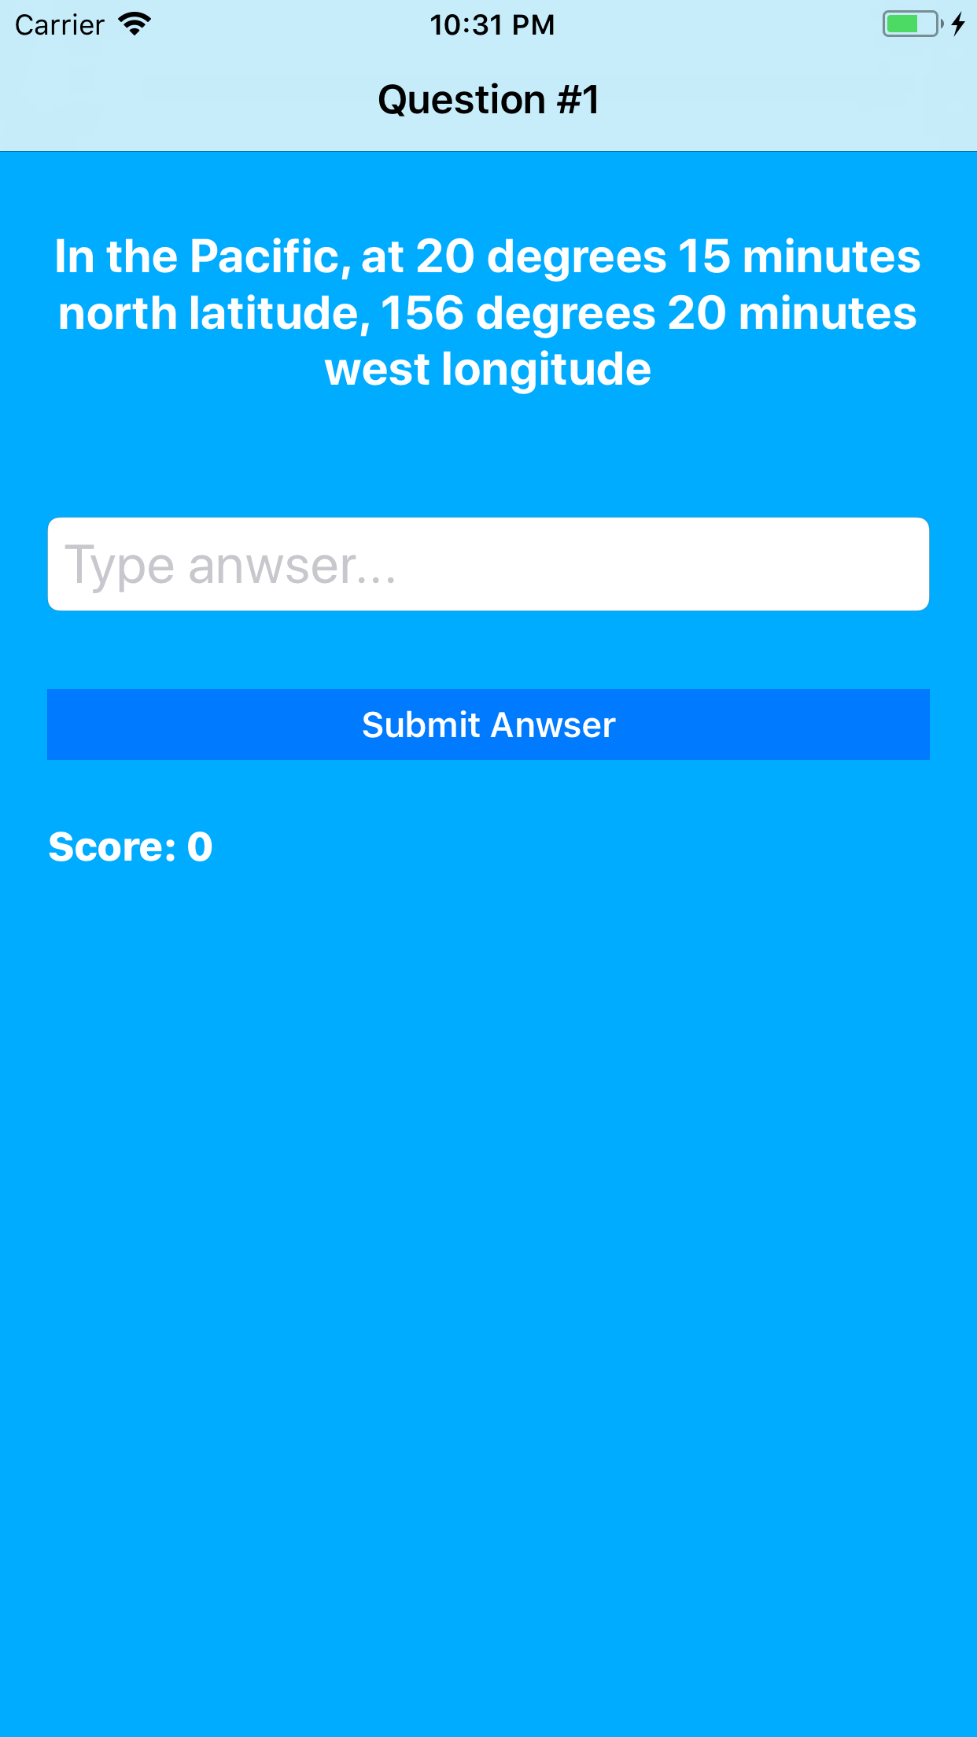 Carrier 10:31 PM
Question #1
In the Pacific, at 20 degrees 15 minutes
north latitude, 156 degrees 20 minutes
west longitude
Type anwser...
Submit Anwser
Score: 0